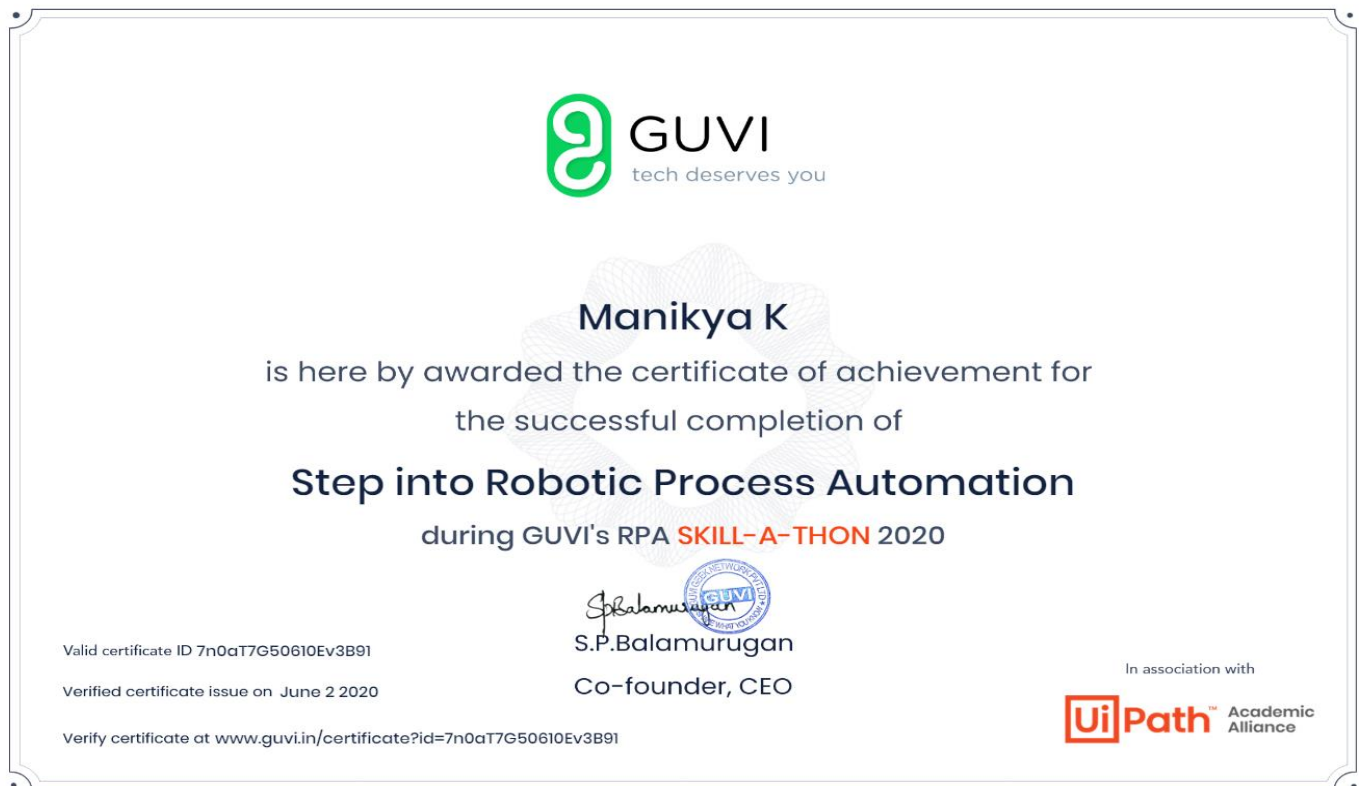 GUVI
tech deserves you
Manikya K
is here by awarded the certificate of achievement for
the successful completion of
Step into Robotic Process Automation
during GUVI's RPA SKILL-A-THON 2020
S.P.Balamurugan
GUVI
S.P.Balamurugan
Co-founder, CEO
Valid certificate ID 7n0aT7G50610Ev3B91
Verified certificate issue on June 2 2020
Verify certificate at www.guvi.in/certificate?id=7n0aT7G50610Ev3B91
In association with
UiPath™ Academic
Alliance